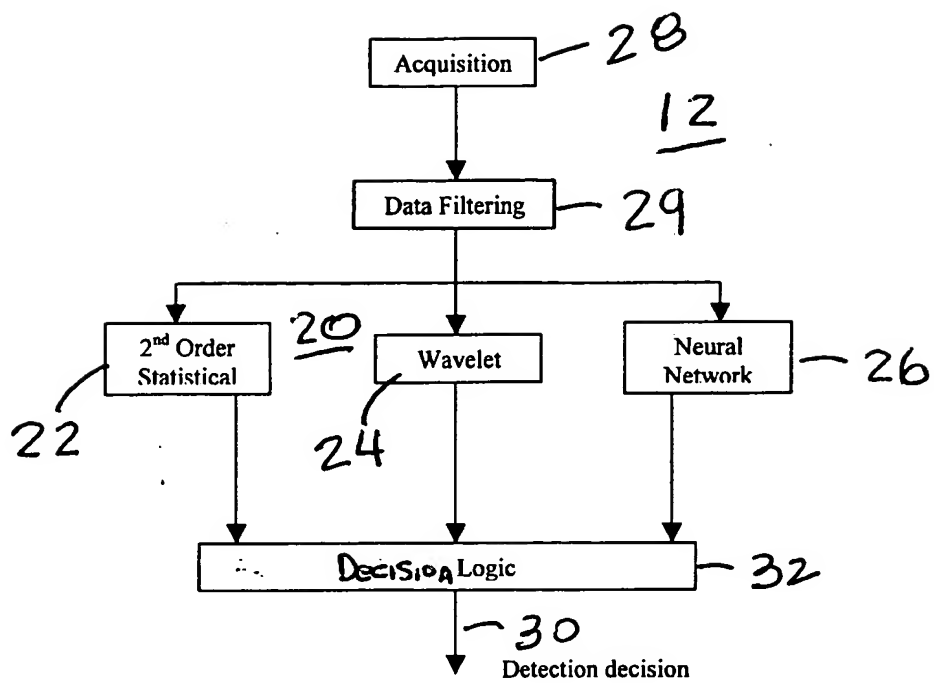 Acquisition
28
12
Data Filtering
29
2nd Order
Statistical
20
Wavelet
Neural
Network
26
22
24
Decision Logic
32
30
Detection decision